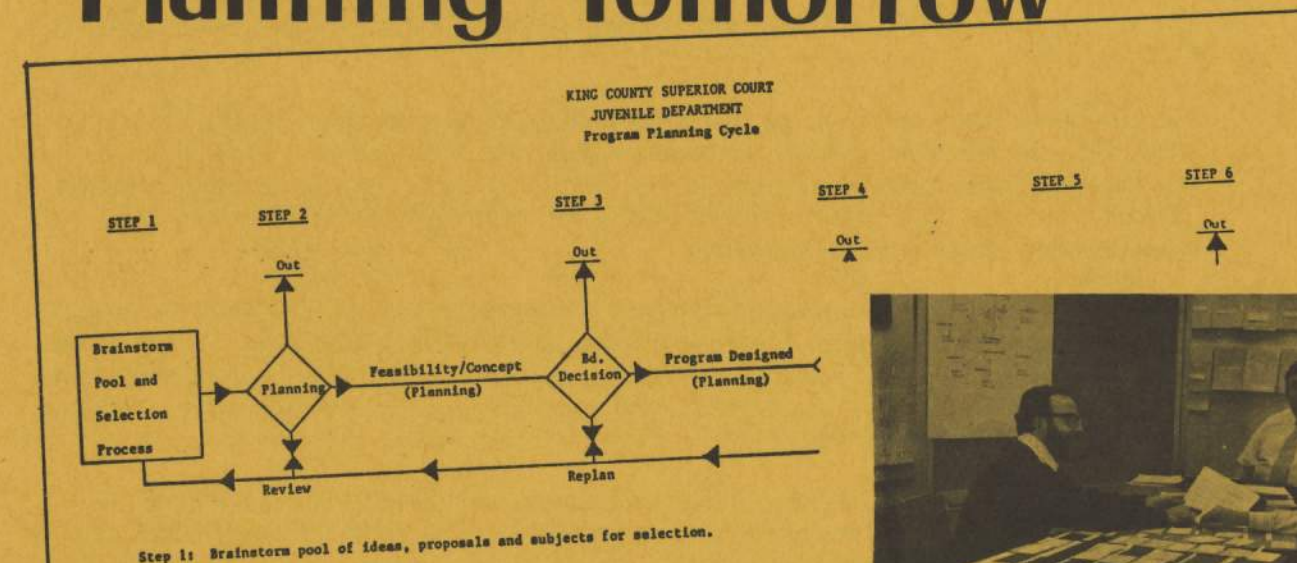 Planning Tomorrow
KING COUNTY SUPERIOR COURT
JUVENILE DEPARTMENT
Program Planning Cycle
STEP 1
STEP 2
STEP 3
STEP 4
STEP 5
STEP 6
Out
Out
Out
Out
Brainstorm
Pool and
Selection
Process
Planning
Feasibility/Concept
(Planning)
Bd.
Decision
Program Designed
(Planning)
Review
Replan
Step 1: Brainstorm pool of ideas, proposals and subjects for selection.